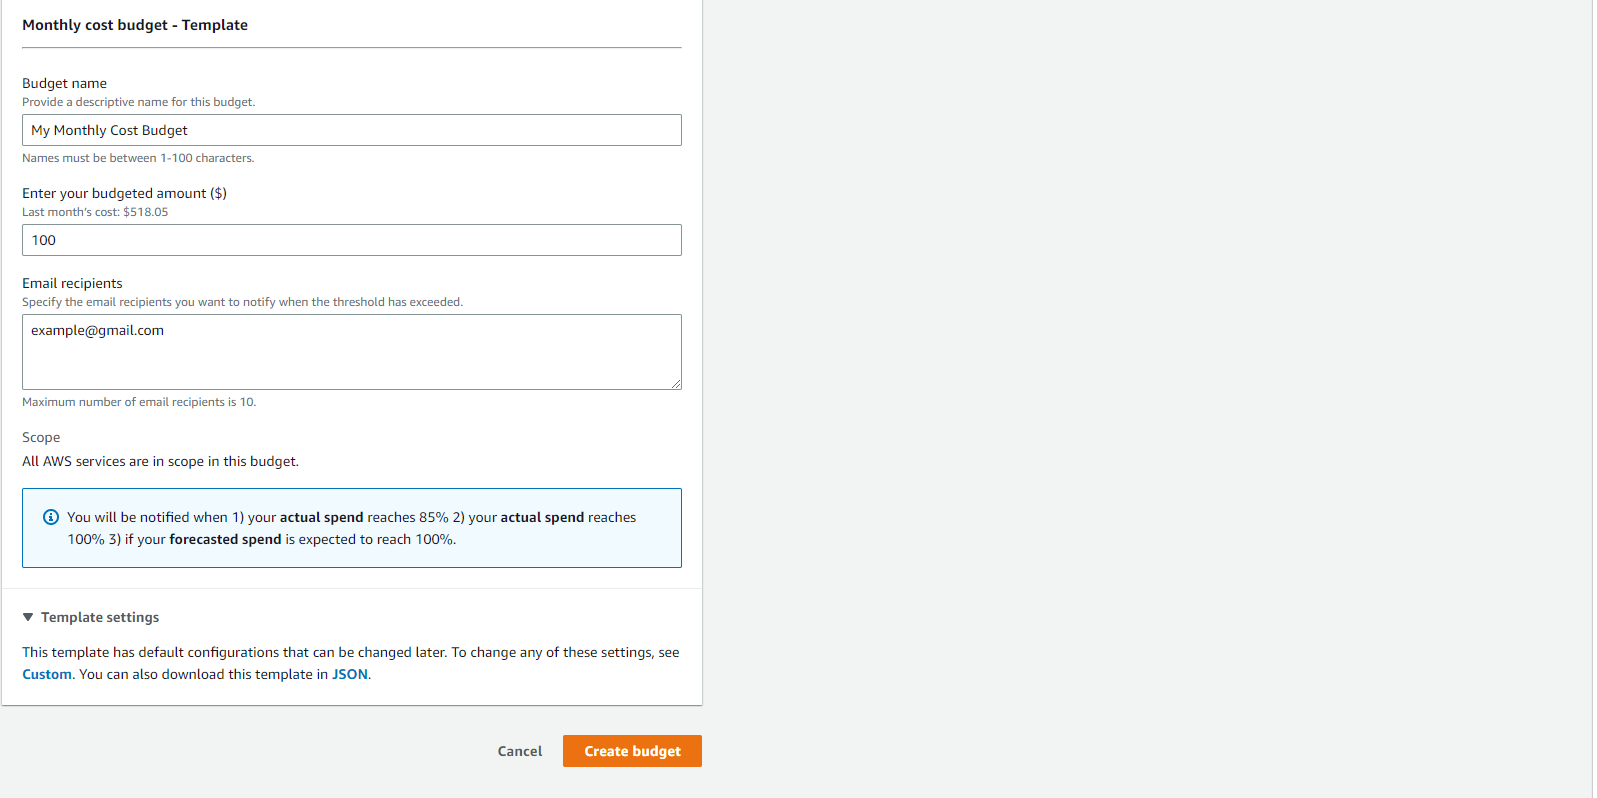 Monthly cost budget - Template
Budget name
Provide a descriptive name for this budget.
My Monthly Cost Budget
Names must be between 1-100 characters.
Enter your budgeted amount ($)
Last month's cost: $518.05
100
Email recipients
Specify the email recipients you want to notify when the threshold has exceeded.
example@gmail.com
Maximum number of email recipients is 10.
Scope
All AWS services are in scope in this budget.
You will be notified when 1) your actual spend reaches 85% 2) your actual spend reaches
100% 3) if your forecasted spend is expected to reach 100%.
Template settings
This template has default configurations that can be changed later. To change any of these settings, see
Custom. You can also download this template in JSON.
Cancel
Create budget